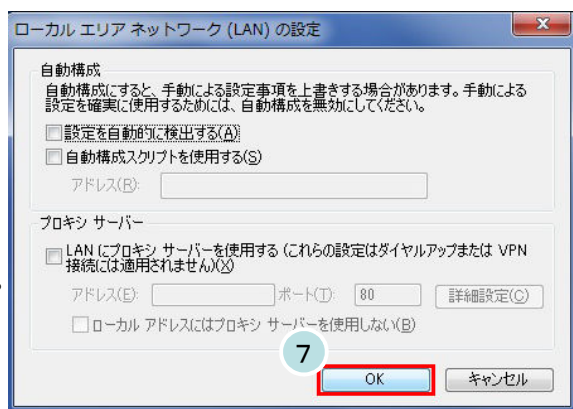 ローカル エリア ネットワーク (LAN) の設定
自動構成
自動構成にすると、手動による設定事項を上書きする場合があります。手動による
設定を確実に使用するためには、自動構成を無効にしてください。
設定を自動的に検出する(A)
自動構成スクリプトを使用する(S)
アドレス(R):
プロキシ サーバー
LAN にプロキシ サーバーを使用する (これらの設定はダイヤルアップまたは VPN
接続には適用されません)(X)
アドレス(E): ポート(T): 80 詳細設定(C)
ローカル アドレスにはプロキシ サーバーを使用しない(B)
7
OK キャンセル